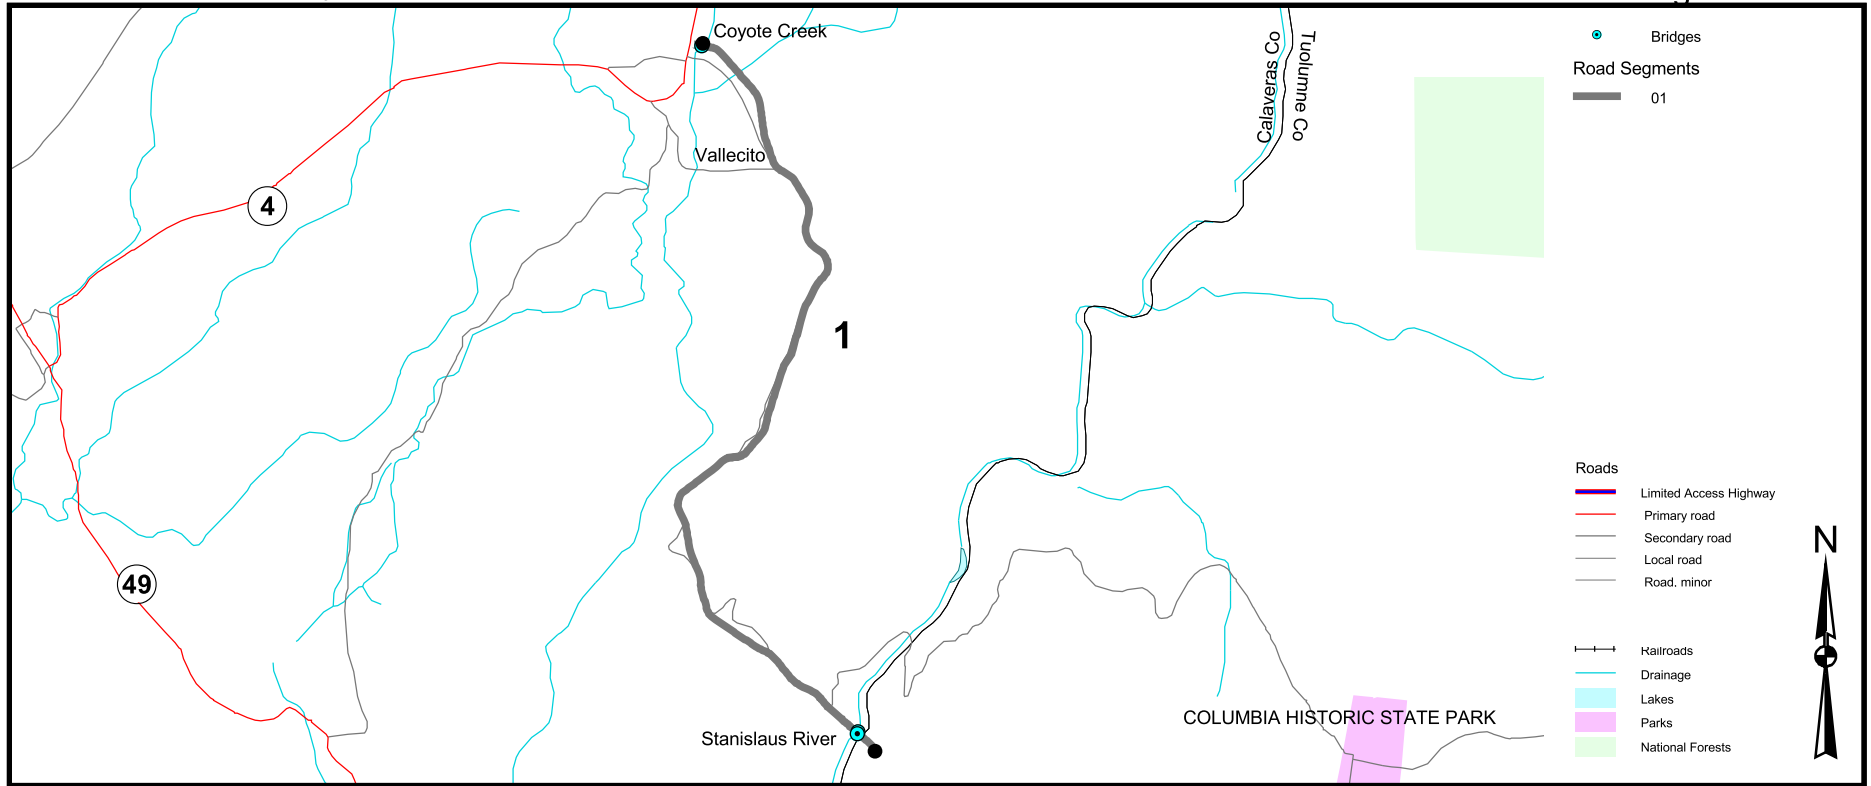 Coyote Creek
Calaveras Co
Tuolumne Co
Bridges
Road Segments
01
Vallecito
4
1
49
Roads
Limited Access Highway
Primary road
Secondary road
Local road
Road, minor
N
Railroads
Drainage
Lakes
Parks
National Forests
COLUMBIA HISTORIC STATE PARK
Stanislaus River